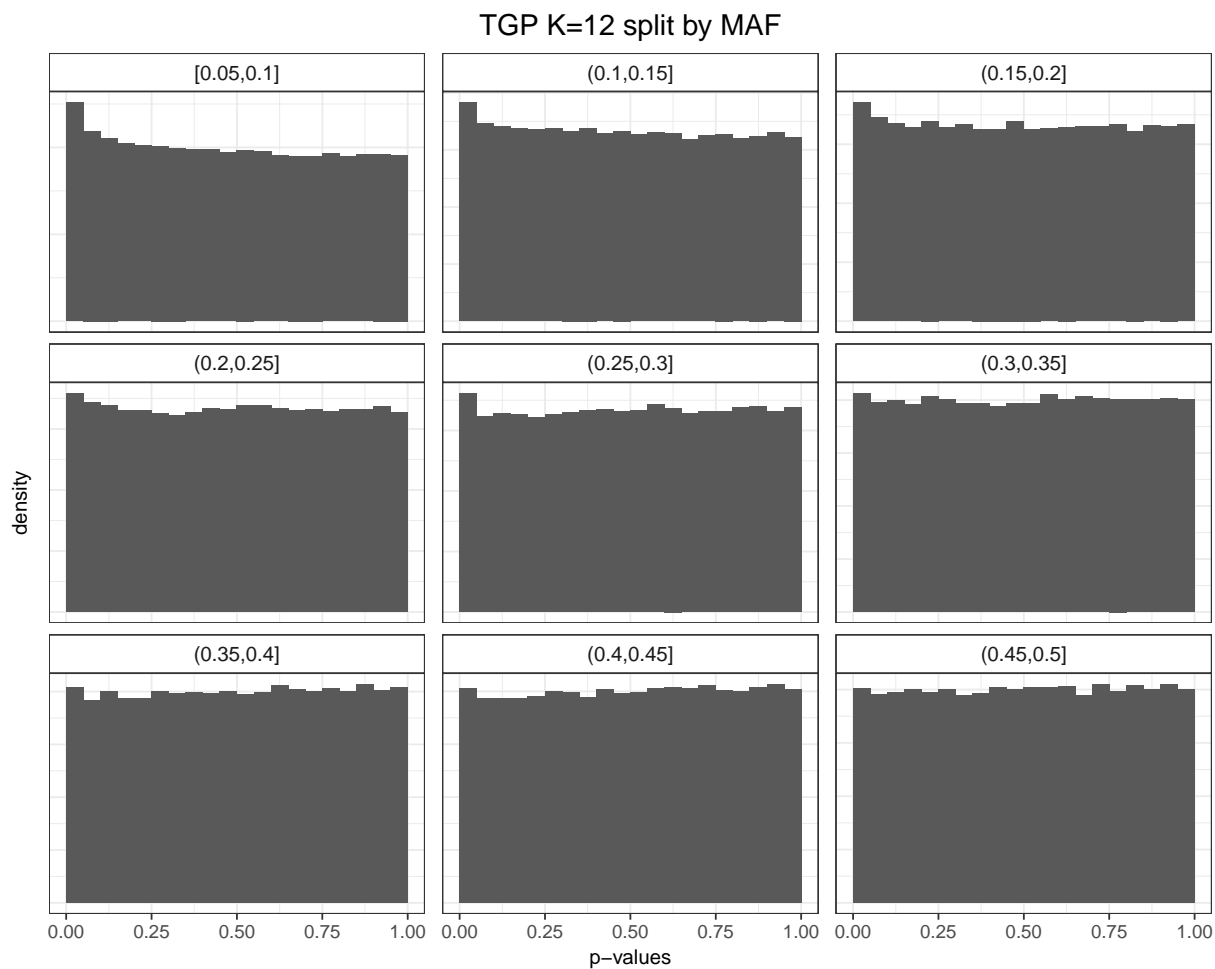 TGP K=12 split by MAF
[0.05,0.1]
(0.1,0.15]
(0.15,0.2]
(0.2,0.25]
(0.25,0.3]
(0.3,0.35]
(0.35,0.4]
(0.4,0.45]
(0.45,0.5]
density
0.00 0.25 0.50 0.75 1.00
0.00 0.25 0.50 0.75 1.00
0.00 0.25 0.50 0.75 1.00
p−values